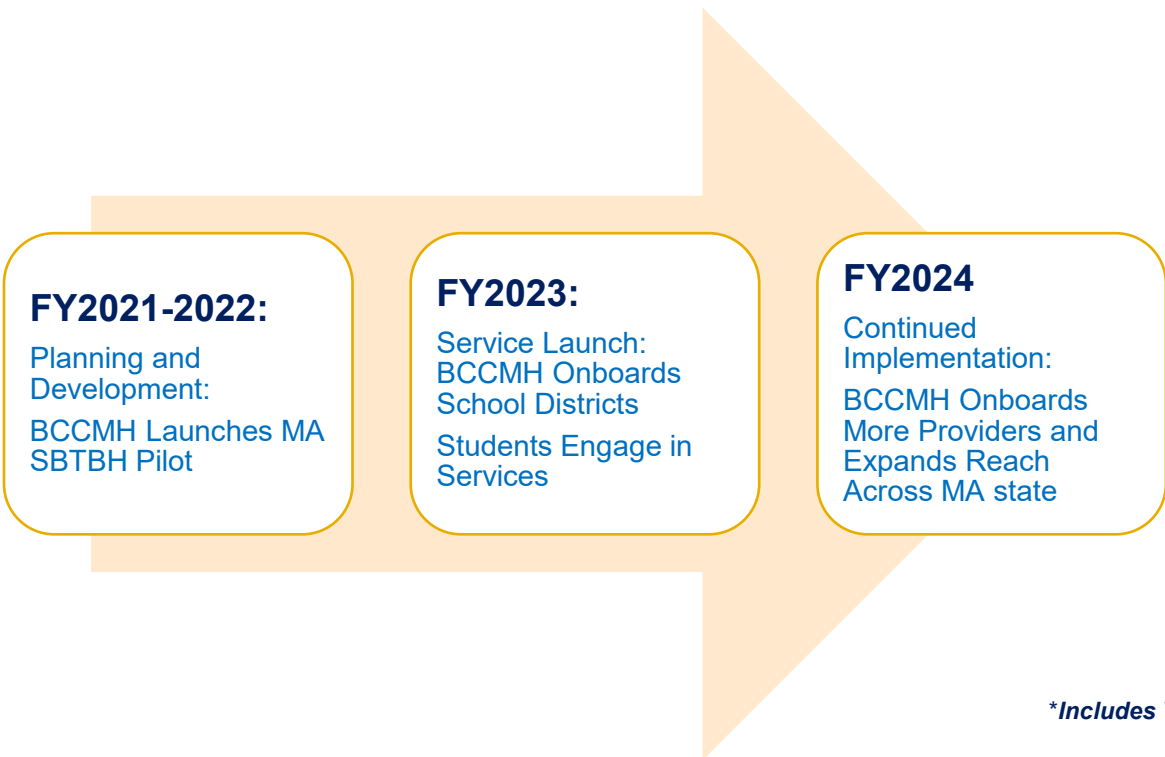 FY2021-2022:
Planning and
Development:
BCCMH Launches MA
SBTBH Pilot
FY2023:
Service Launch:
BCCMH Onboards
School Districts
Students Engage in
Services
FY2024
Continued
Implementation:
BCCMH Onboards
More Providers and
Expands Reach
Across MA state
*Includes